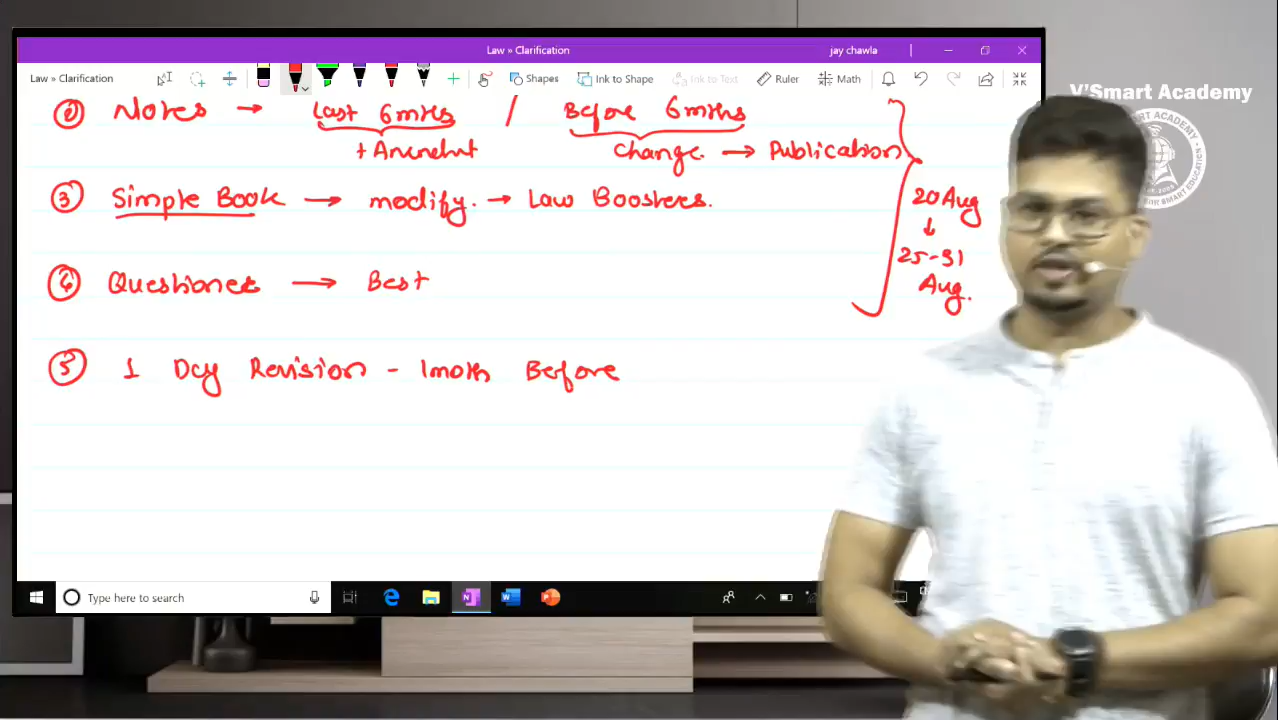 Law » Clarification
jay chawla
Law » Clarification
Shapes
Ink to Shape
Ink to Text
Ruler
Math
V'Smart Academy
② Notes → last 6mths / Before 6mths
+ Amendmt change → Publication
③ Simple Book → modify. → Law Boosters.
20 Aug
↓
25-31
Aug.
④ Questioner → Best
⑤ 1 Day Revision - 1moth Before
Type here to search